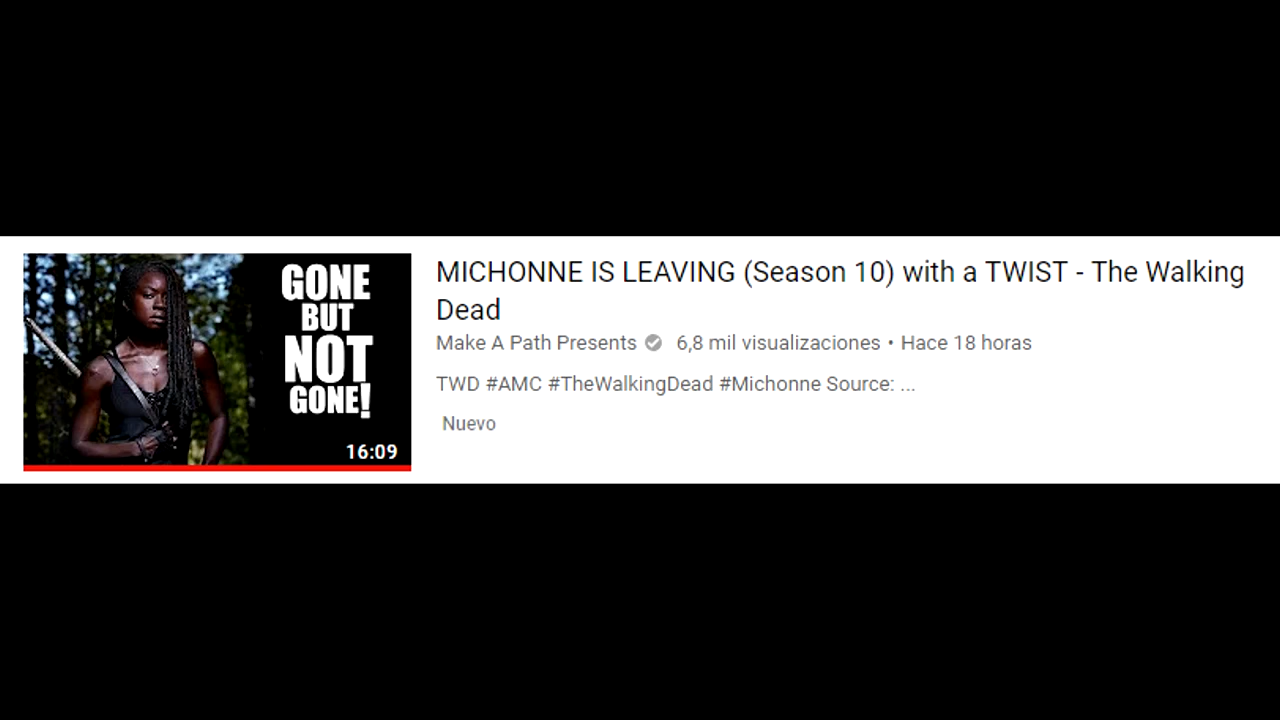 GONE
BUT
NOT
GONE!
16:09
MICHONNE IS LEAVING (Season 10) with a TWIST - The Walking
Dead
Make A Path Presents 6,8 mil visualizaciones • Hace 18 horas
TWD #AMC #TheWalkingDead #Michonne Source: ...
Nuevo